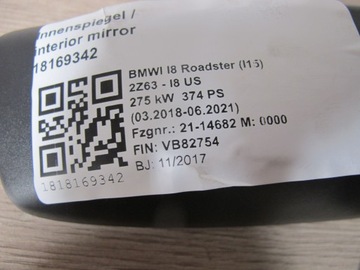 Innenspiegel /
interior mirror
18169342
BMWI I8 Roadster (I15)
2Z63 - I8 US
275 kW 374 PS
(03.2018-06.2021)
Fzgnr.: 21-14682 M: 0000
FIN: VB82754
BJ: 11/2017
1818169342